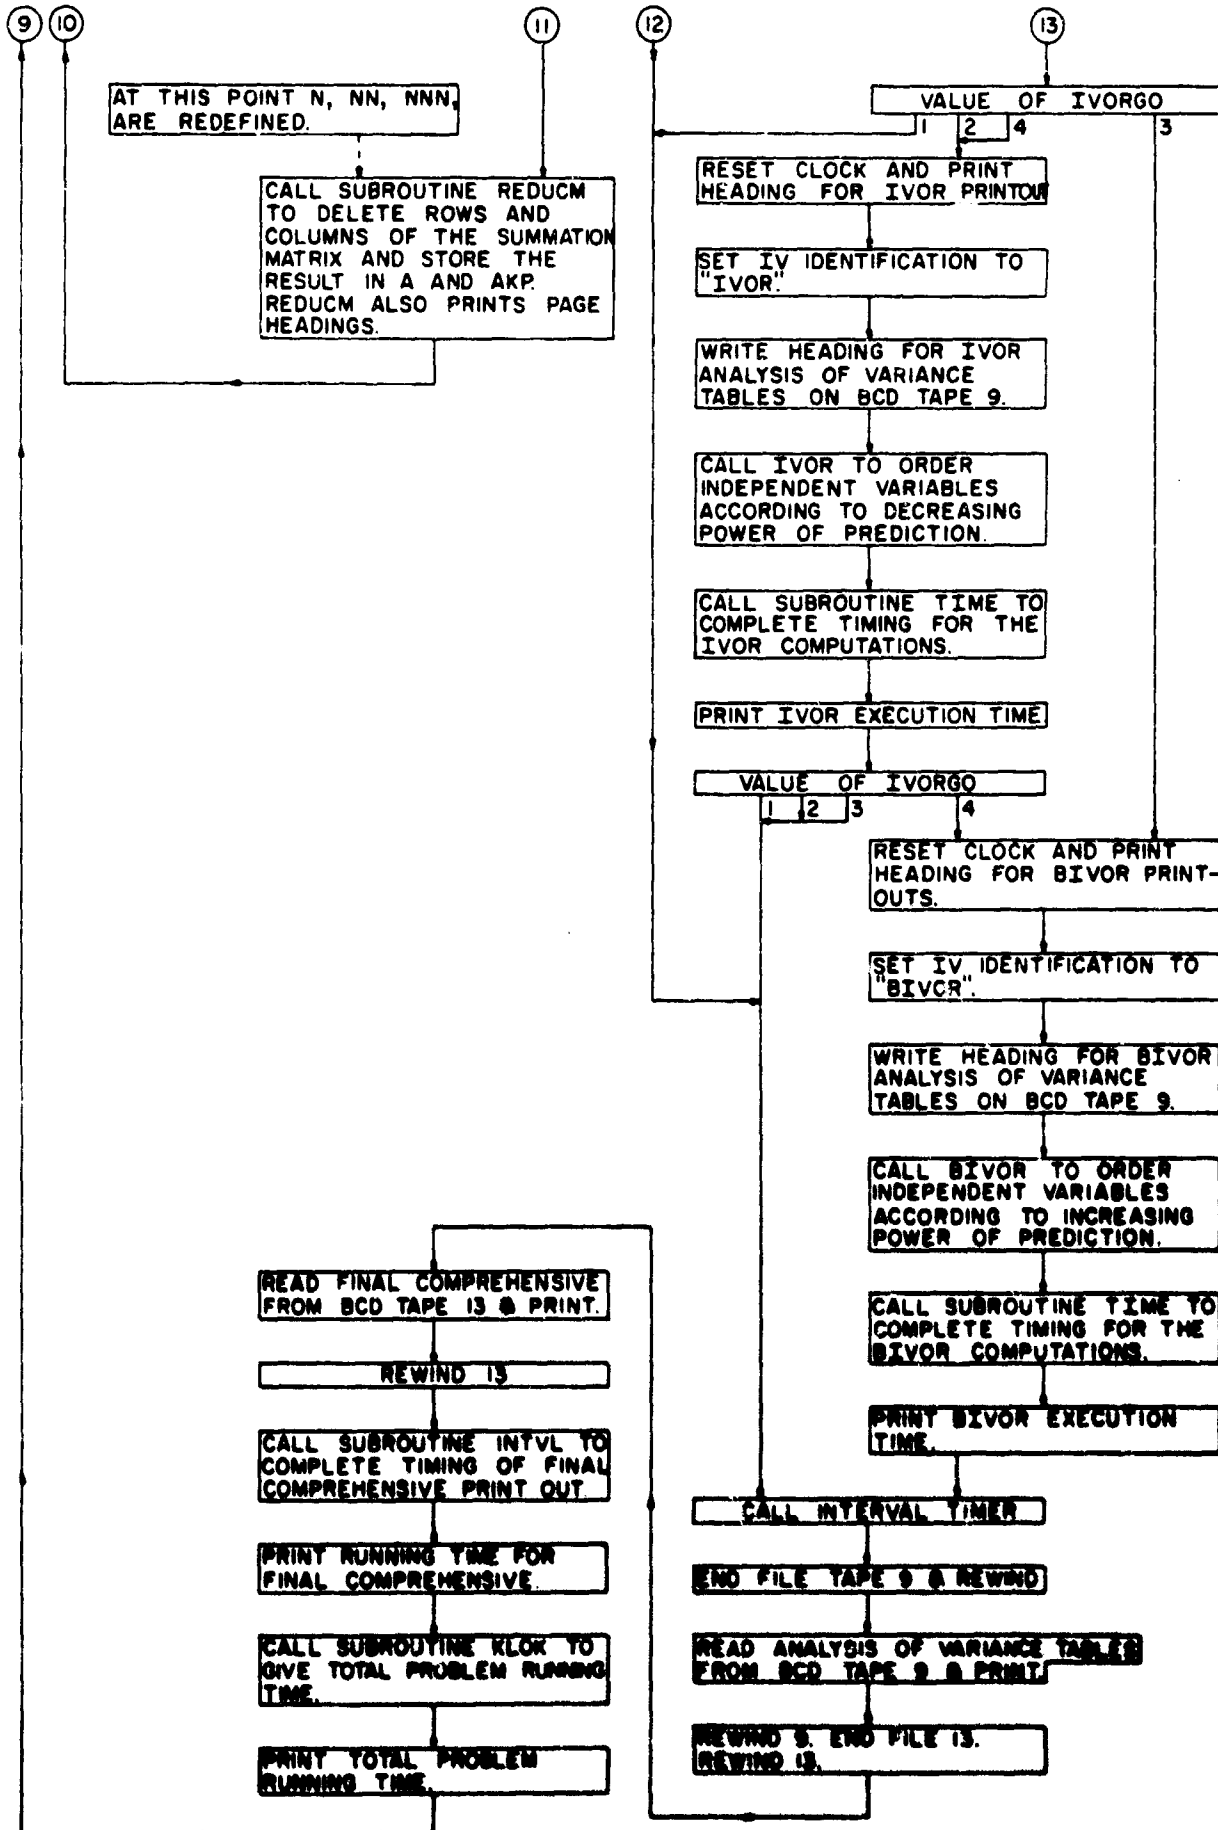 9 10 11 12 13
AT THIS POINT N, NN, NNN,
ARE REDEFINED.
CALL SUBROUTINE REDUCM
TO DELETE ROWS AND
COLUMNS OF THE SUMMATION
MATRIX AND STORE THE
RESULT IN A AND AKP.
REDUCM ALSO PRINTS PAGE
HEADINGS.
VALUE OF IVORGO
1 2 4 3
RESET CLOCK AND PRINT
HEADING FOR IVOR PRINTOUT
SET IV IDENTIFICATION TO
"IVOR".
WRITE HEADING FOR IVOR
ANALYSIS OF VARIANCE
TABLES ON BCD TAPE 9.
CALL IVOR TO ORDER
INDEPENDENT VARIABLES
ACCORDING TO DECREASING
POWER OF PREDICTION.
CALL SUBROUTINE TIME TO
COMPLETE TIMING FOR THE
IVOR COMPUTATIONS.
PRINT IVOR EXECUTION TIME
VALUE OF IVORGO
1 2 3 4
RESET CLOCK AND PRINT
HEADING FOR BIVOR PRINT-
OUTS.
SET IV IDENTIFICATION TO
"BIVOR".
WRITE HEADING FOR BIVOR
ANALYSIS OF VARIANCE
TABLES ON BCD TAPE 9.
CALL BIVOR TO ORDER
INDEPENDENT VARIABLES
ACCORDING TO INCREASING
POWER OF PREDICTION.
CALL SUBROUTINE TIME TO
COMPLETE TIMING FOR THE
BIVOR COMPUTATIONS.
PRINT BIVOR EXECUTION
TIME.
CALL INTERVAL TIMER
END FILE TAPE 9 & REWIND
READ ANALYSIS OF VARIANCE TABLES
FROM BCD TAPE 9 & PRINT.
REWIND 9. END FILE 13.
REWIND 13.
READ FINAL COMPREHENSIVE
FROM BCD TAPE 13 & PRINT.
REWIND 13
CALL SUBROUTINE INTVL TO
COMPLETE TIMING OF FINAL
COMPREHENSIVE PRINT OUT.
PRINT RUNNING TIME FOR
FINAL COMPREHENSIVE.
CALL SUBROUTINE KLOK TO
GIVE TOTAL PROBLEM RUNNING
TIME.
PRINT TOTAL PROBLEM
RUNNING TIME.